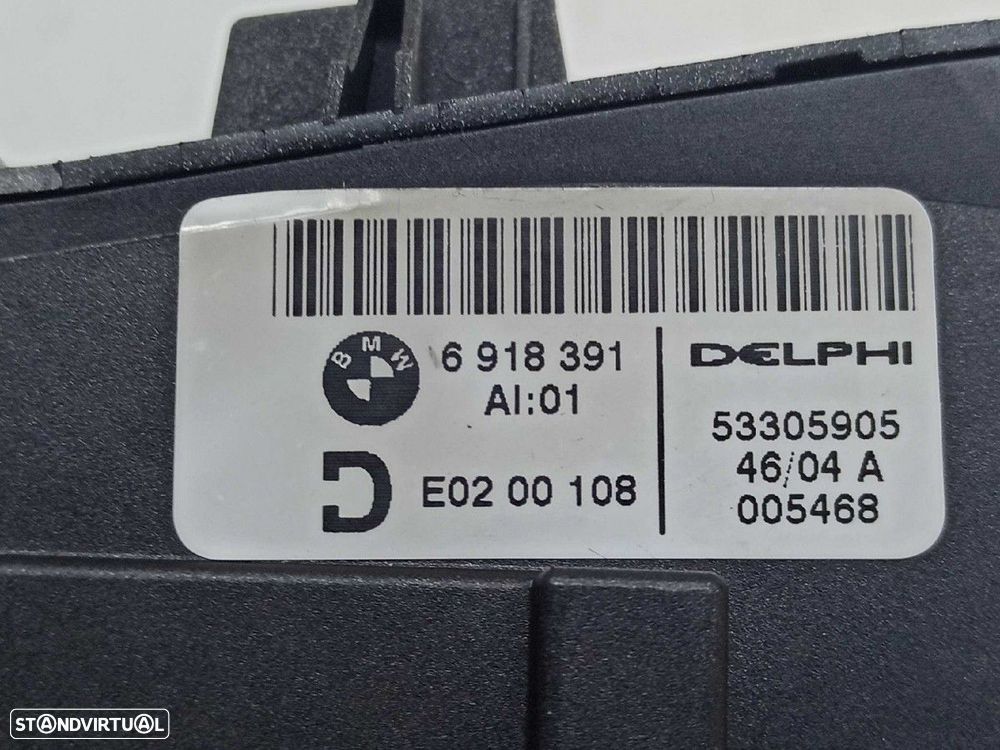 BMW
6 918 391
AI:01
E02 00 108
DELPHI
53305905
46/04 A
005468
STANDVIRTUAL